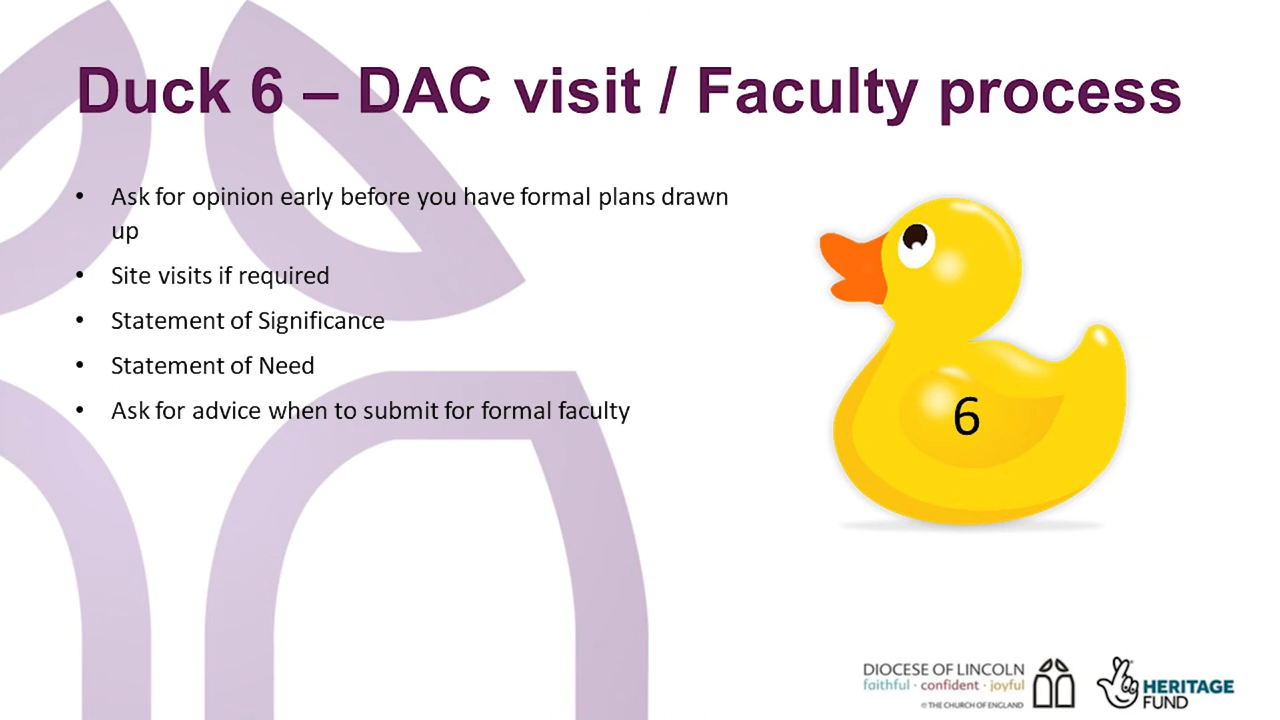 Duck 6 – DAC visit / Faculty process
• Ask for opinion early before you have formal plans drawn
up
• Site visits if required
• Statement of Significance
• Statement of Need
• Ask for advice when to submit for formal faculty
6
DIOCESE OF LINCOLN
faithful · confident · joyful
© THE CHURCH OF ENGLAND
HERITAGE
FUND